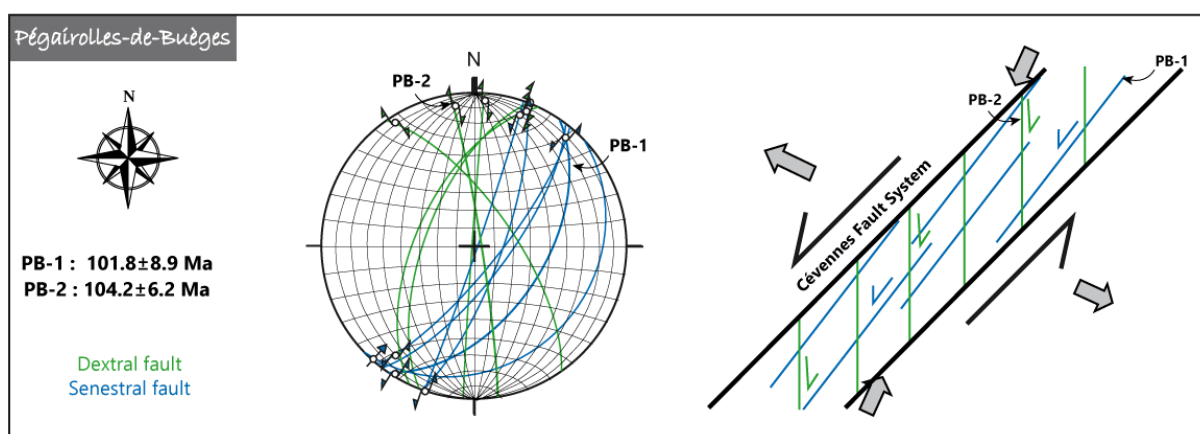 Pégairolles-de-Buèges
N
PB-1 : 101.8±8.9 Ma
PB-2 : 104.2±6.2 Ma
Dextral fault
Senestral fault
N
PB-2
PB-1
PB-1
PB-2
Cévennes Fault System